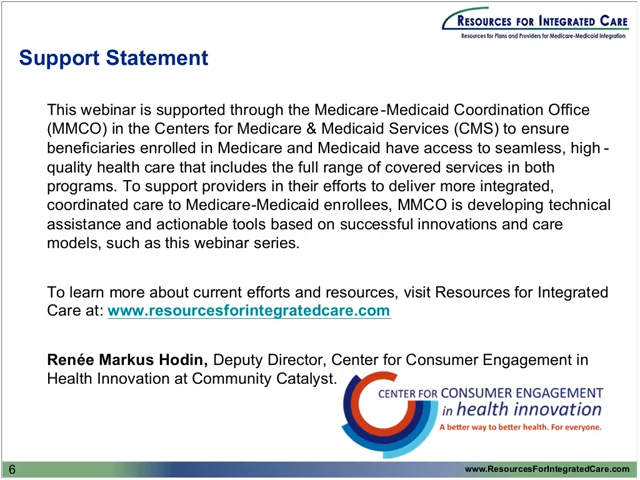 RESOURCES FOR INTEGRATED CARE
Resources for Plans and Providers for Medicare-Medicaid Integration
Support Statement
This webinar is supported through the Medicare-Medicaid Coordination Office
(MMCO) in the Centers for Medicare & Medicaid Services (CMS) to ensure
beneficiaries enrolled in Medicare and Medicaid have access to seamless, high -
quality health care that includes the full range of covered services in both
programs. To support providers in their efforts to deliver more integrated,
coordinated care to Medicare-Medicaid enrollees, MMCO is developing technical
assistance and actionable tools based on successful innovations and care
models, such as this webinar series.
To learn more about current efforts and resources, visit Resources for Integrated
Care at: www.resourcesforintegratedcare.com
Renée Markus Hodin, Deputy Director, Center for Consumer Engagement in
Health Innovation at Community Catalyst.
CENTER FOR CONSUMER ENGAGEMENT
in health innovation
A better way to better health. For everyone.
6
www.ResourcesForIntegratedCare.com